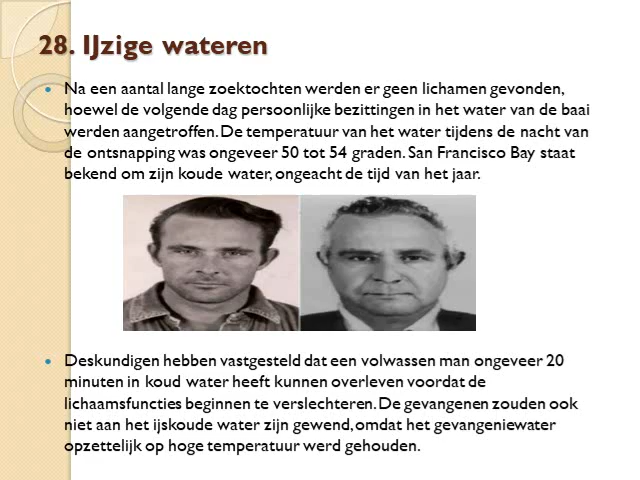 28. IJzige wateren
Na een aantal lange zoektochten werden er geen lichamen gevonden,
hoewel de volgende dag persoonlijke bezittingen in het water van de baai
werden aangetroffen. De temperatuur van het water tijdens de nacht van
de ontsnapping was ongeveer 50 tot 54 graden. San Francisco Bay staat
bekend om zijn koude water, ongeacht de tijd van het jaar.
Deskundigen hebben vastgesteld dat een volwassen man ongeveer 20
minuten in koud water heeft kunnen overleven voordat de
lichaamsfuncties beginnen te verslechteren. De gevangenen zouden ook
niet aan het ijskoude water zijn gewend, omdat het gevangeniewater
opzettelijk op hoge temperatuur werd gehouden.